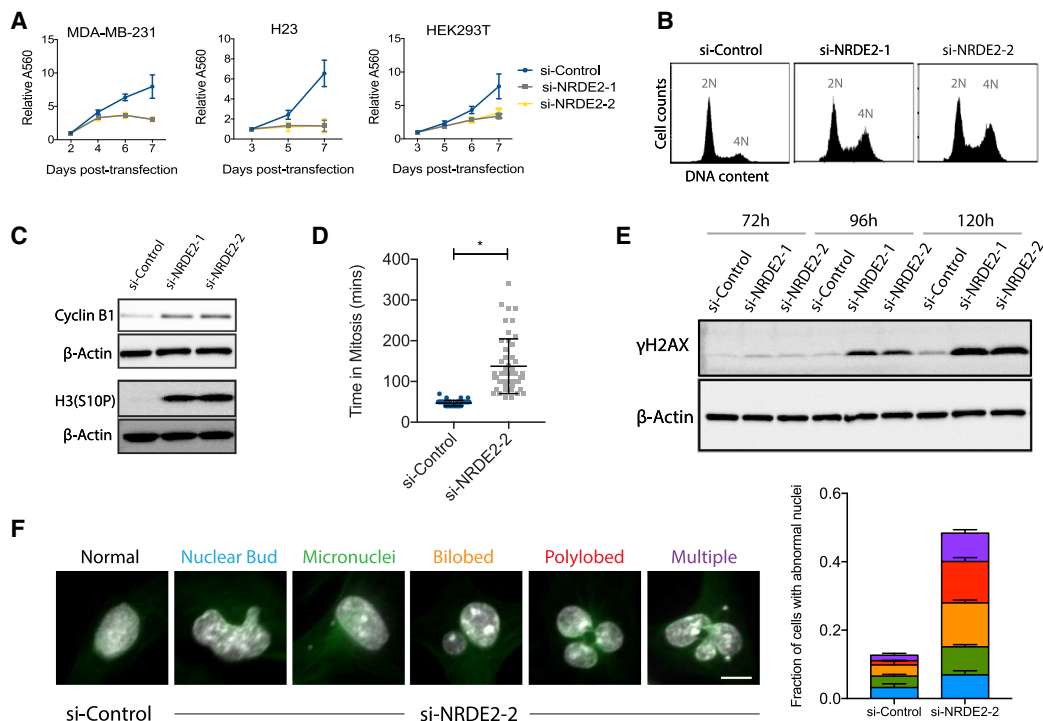 A
MDA-MB-231
H23
HEK293T
Relative A560
15
10
5
0
2 4 6 7
Days post-transfection
Relative A560
10
8
6
4
2
0
3 5 7
Days post-transfection
Relative A560
15
10
5
0
3 5 6 7
Days post-transfection
si-Control
si-NRDE2-1
si-NRDE2-2
B
si-Control
si-NRDE2-1
si-NRDE2-2
Cell counts
2N
4N
2N
4N
2N
4N
DNA content
C
si-Control
si-NRDE2-1
si-NRDE2-2
Cyclin B1
β-Actin
H3(S10P)
β-Actin
D
*
Time in Mitosis (mins)
400
300
200
100
0
si-Control
si-NRDE2-2
E
72h
96h
120h
si-Control
si-NRDE2-1
si-NRDE2-2
si-Control
si-NRDE2-1
si-NRDE2-2
si-Control
si-NRDE2-1
si-NRDE2-2
γH2AX
β-Actin
F
Normal
Nuclear Bud
Micronuclei
Bilobed
Polylobed
Multiple
si-Control
si-NRDE2-2
Fraction of cells with abnormal nuclei
0.6
0.4
0.2
0.0
si-Control
si-NRDE2-2